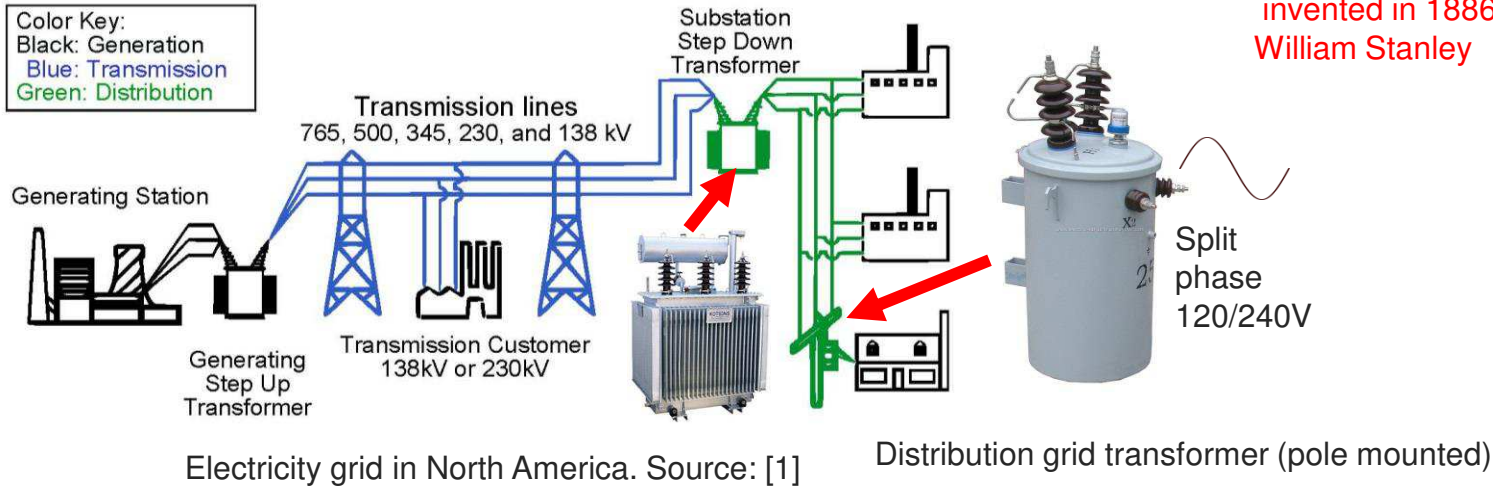 Color Key:
Black: Generation
Blue: Transmission
Green: Distribution
Substation
Step Down
Transformer
invented in 1886
William Stanley
Transmission lines
765, 500, 345, 230, and 138 kV
Generating Station
Split
phase
120/240V
Generating
Step Up
Transformer
Transmission Customer
138kV or 230kV
Electricity grid in North America. Source: [1]
Distribution grid transformer (pole mounted)